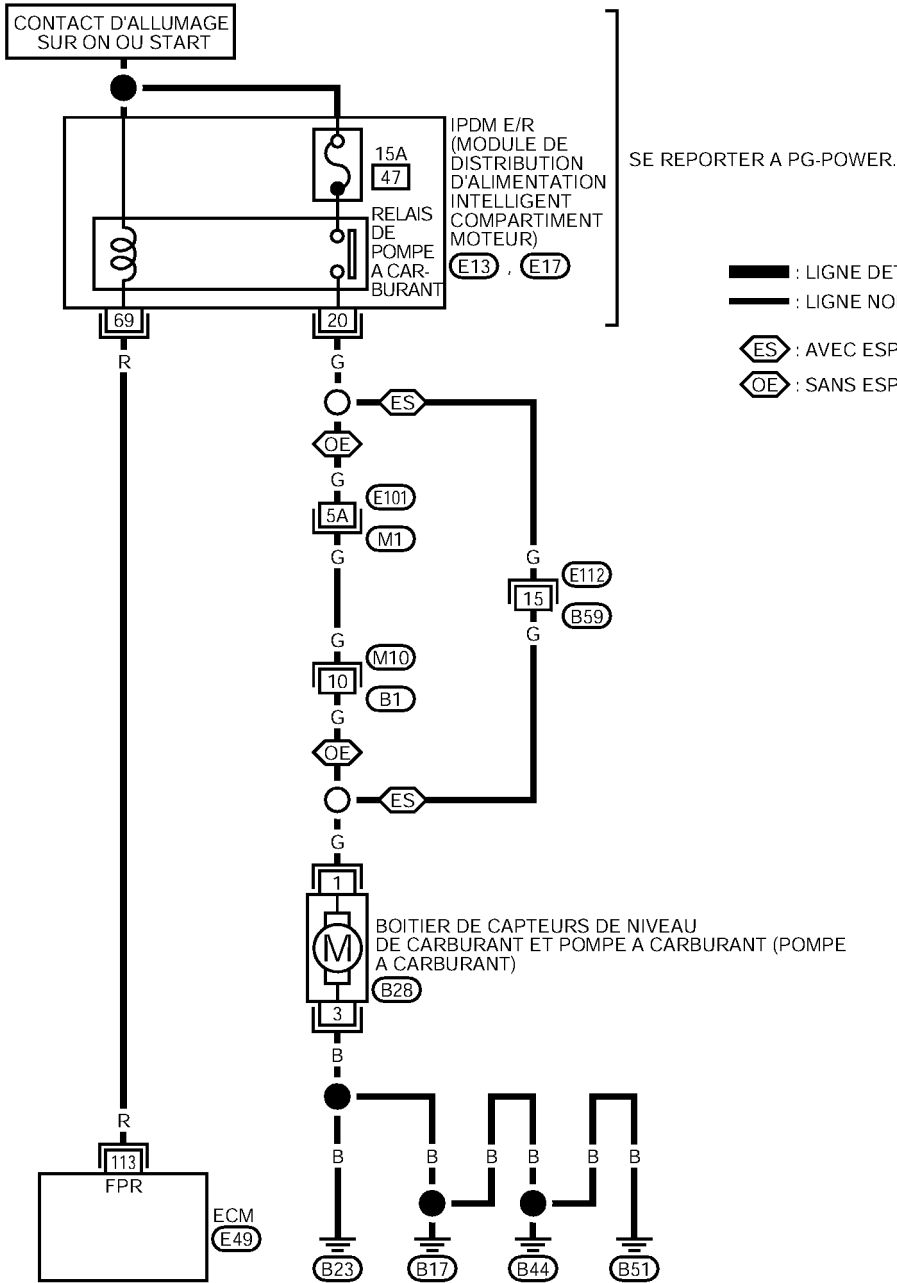 CONTACT D'ALLUMAGE
SUR ON OU START
IPDM E/R
(MODULE DE
DISTRIBUTION
D'ALIMENTATION
INTELLIGENT
COMPARTIMENT
MOTEUR)
E13 , E17
SE REPORTER A PG-POWER.
15A
47
RELAIS
DE
POMPE
A CAR-
BURANT
: LIGNE DET
: LIGNE NO
ES : AVEC ESP
OE : SANS ESP
69
20
R
G
ES
OE
G
5A
E101
M1
G
G
E112
15
B59
G
G
M10
10
B1
G
OE
ES
G
1
M
BOITIER DE CAPTEURS DE NIVEAU
DE CARBURANT ET POMPE A CARBURANT (POMPE
A CARBURANT)
B28
3
B
R
113
FPR
ECM
E49
B
B
B
B
B
B
B23
B17
B44
B51